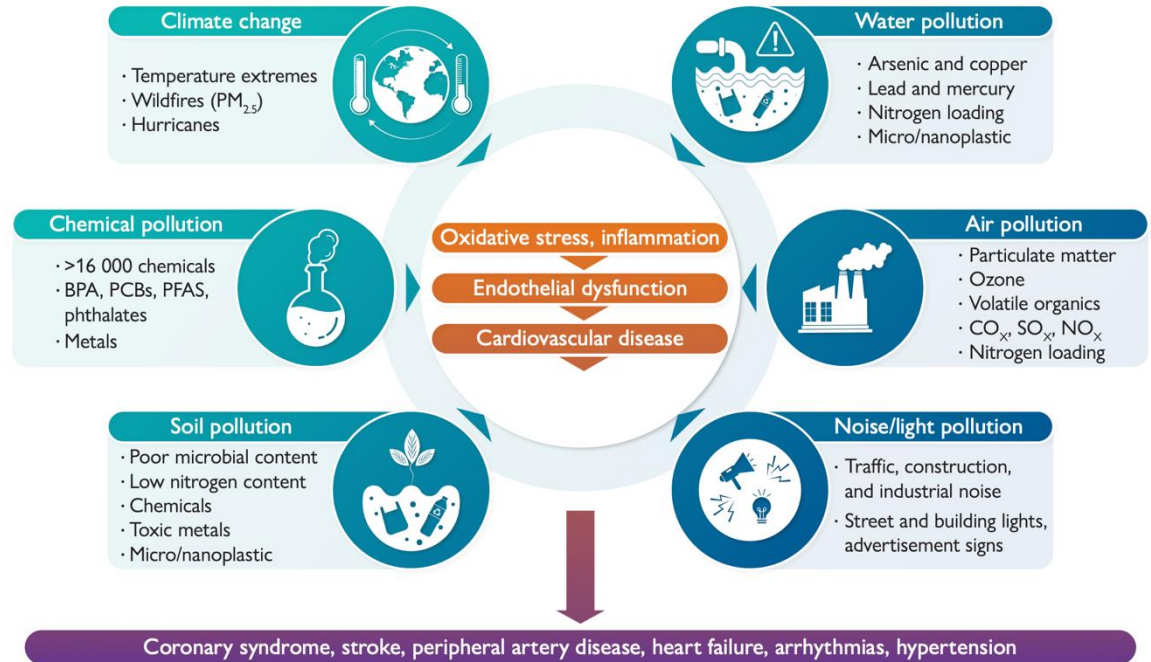 Climate change
· Temperature extremes
· Wildfires (PM₂.₅)
· Hurricanes
Water pollution
· Arsenic and copper
· Lead and mercury
· Nitrogen loading
· Micro/nanoplastic
Chemical pollution
· >16 000 chemicals
· BPA, PCBs, PFAS,
phthalates
· Metals
Oxidative stress, inflammation
Endothelial dysfunction
Cardiovascular disease
Air pollution
· Particulate matter
· Ozone
· Volatile organics
· COₓ, SOₓ, NOₓ
· Nitrogen loading
Soil pollution
· Poor microbial content
· Low nitrogen content
· Chemicals
· Toxic metals
· Micro/nanoplastic
Noise/light pollution
· Traffic, construction,
and industrial noise
· Street and building lights,
advertisement signs
Coronary syndrome, stroke, peripheral artery disease, heart failure, arrhythmias, hypertension